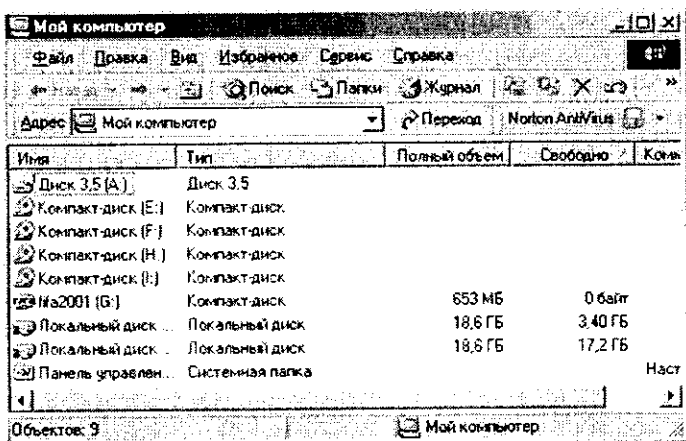 Мой компьютер
Файл Правка Вид Избранное Сервис Справка
Поиск Папки Журнал »
Адрес Мой компьютер Переход Norton AntiVirus
Имя Тип Полный объем Свободно
Диск 3,5 (A:) Диск 3,5
Компакт-диск (E:) Компакт-диск
Компакт-диск (F:) Компакт-диск
Компакт-диск (H:) Компакт-диск
Компакт-диск (I:) Компакт-диск
fifa2001 (G:) Компакт-диск 653 МБ 0 байт
Локальный диск ... Локальный диск 18,6 ГБ 3,40 ГБ
Локальный диск ... Локальный диск 18,6 ГБ 17,2 ГБ
Панель управлен... Системная папка Наст
Объектов: 9 Мой компьютер